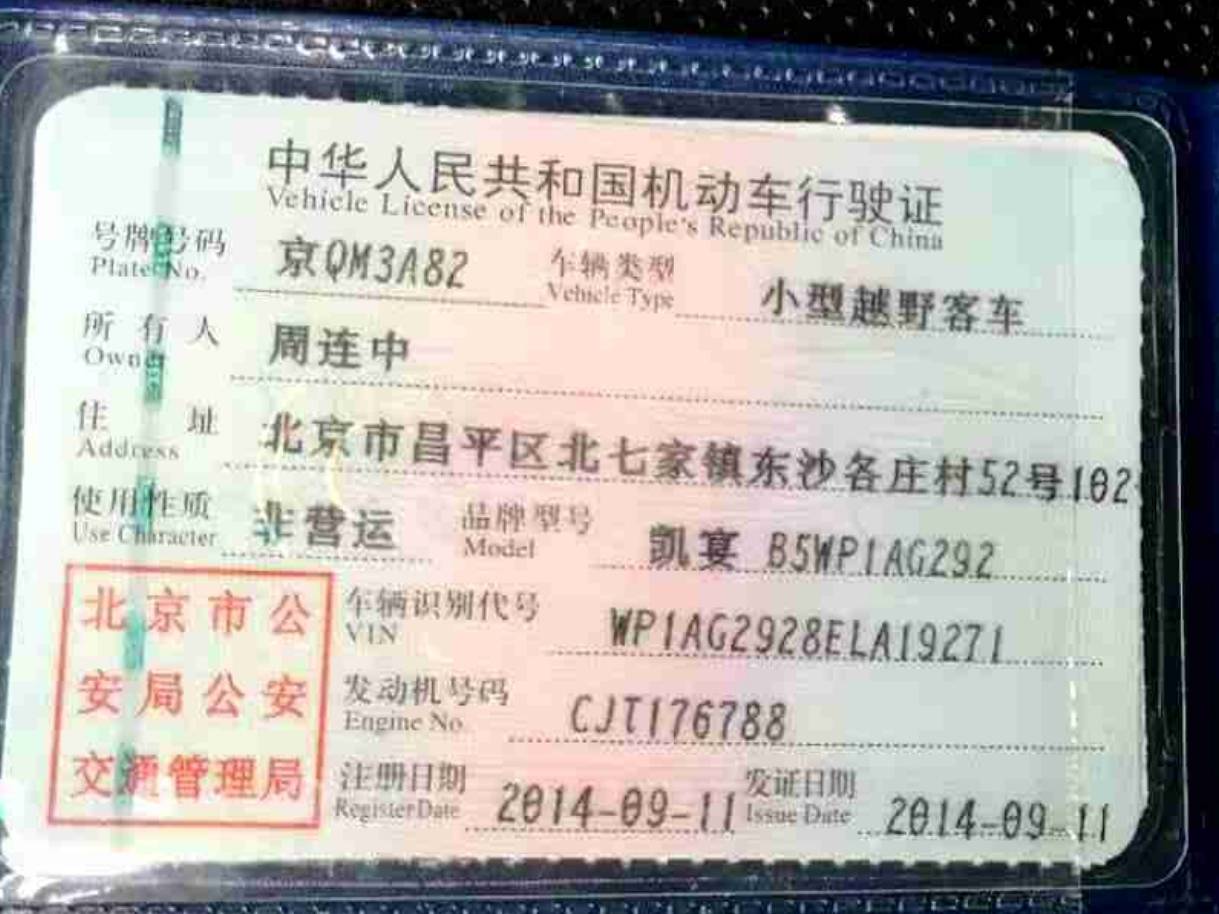 中华人民共和国机动车行驶证
Vehicle License of the People's Republic of China
号牌号码 京QM3A82 车辆类型 小型越野客车
Plate No. Vehicle Type
所有人 周连中
Owner
住址 北京市昌平区北七家镇东沙各庄村52号102
Address
使用性质 非营运 品牌型号 凯宴 B5WP1AG292
Use Character Model
北京市公
安局公安
交通管理局
车辆识别代号 WP1AG2928ELA19271
VIN
发动机号码 CJT176788
Engine No.
注册日期 2014-09-11 发证日期 2014-09-11
Register Date Issue Date